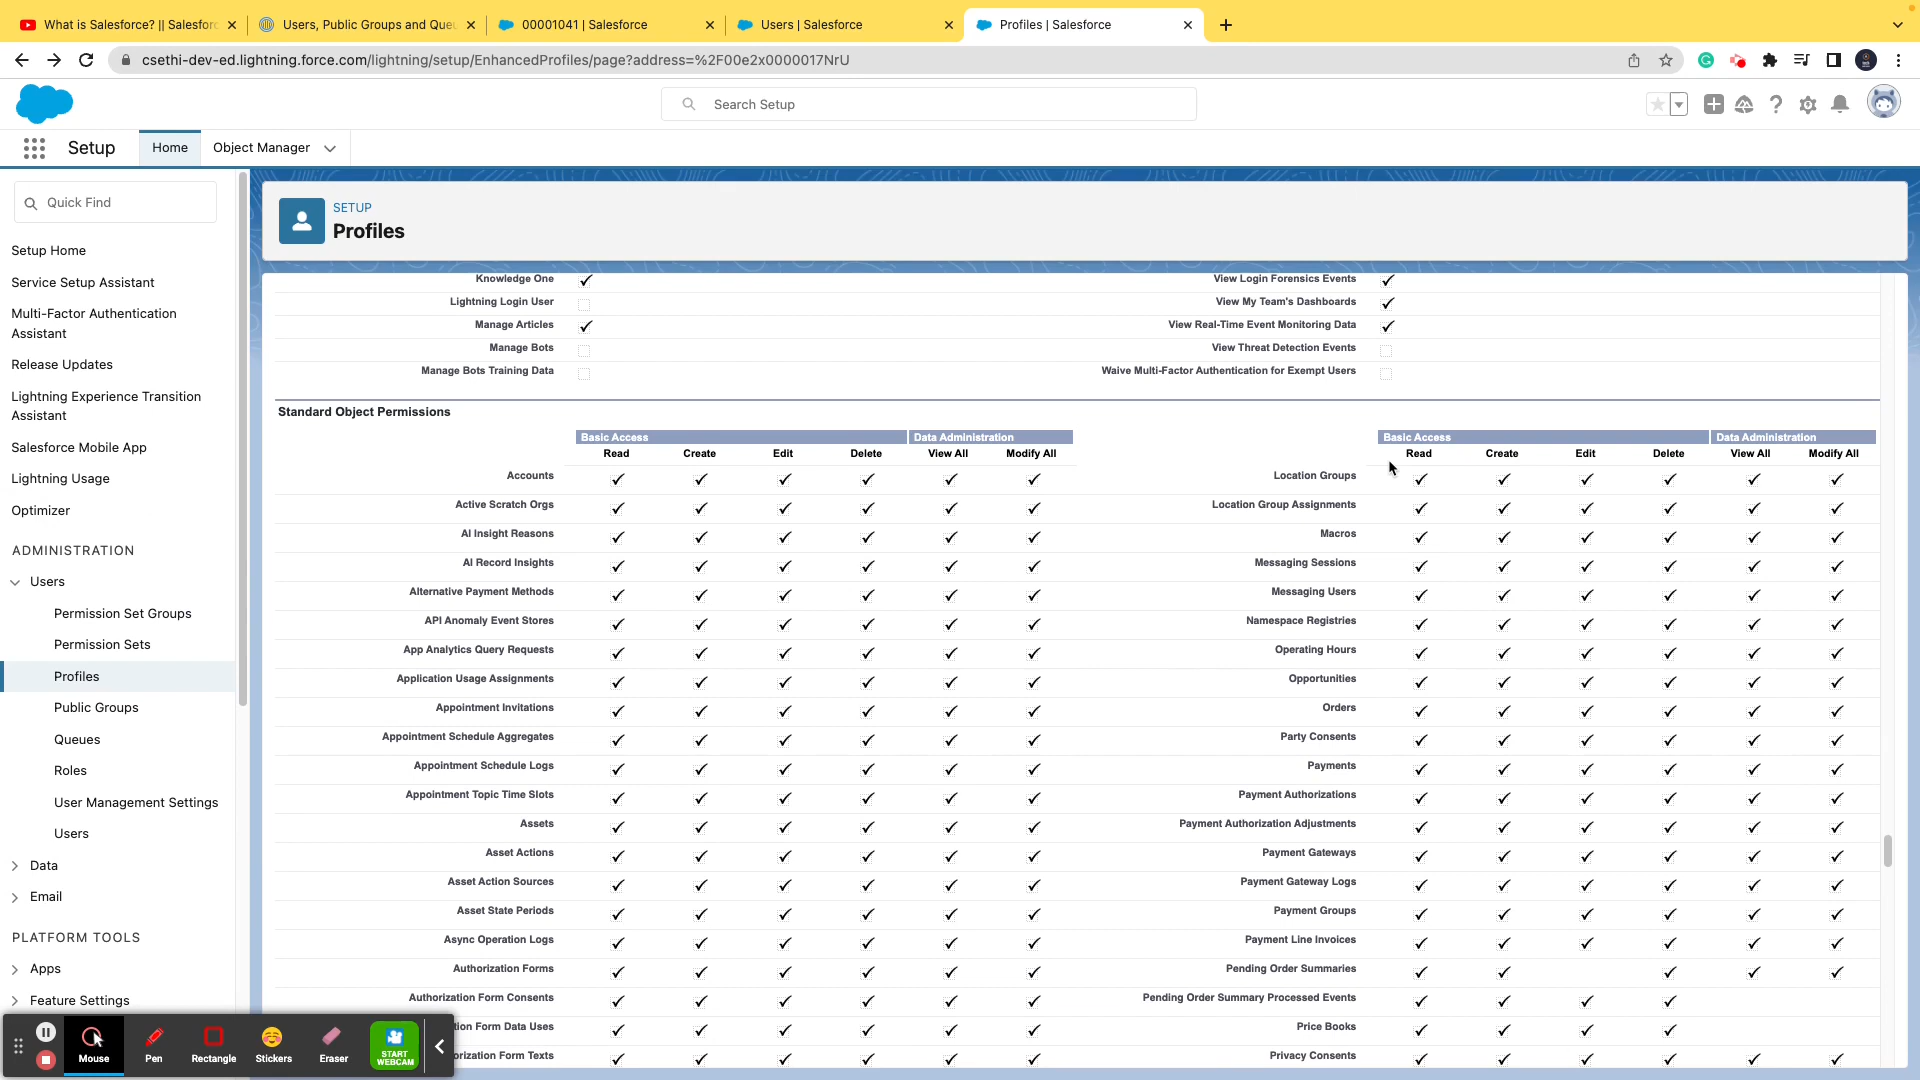 What is Salesforce? || Salesforc
Users, Public Groups and Que
00001041 | Salesforce
Users | Salesforce
Profiles | Salesforce
csethi-dev-ed.lightning.force.com/lightning/setup/EnhancedProfiles/page?address=%2F00e2x0000017NrU
Search Setup
Setup
Home
Object Manager
Quick Find
Setup Home
Service Setup Assistant
Multi-Factor Authentication
Assistant
Release Updates
Lightning Experience Transition
Assistant
Salesforce Mobile App
Lightning Usage
Optimizer
ADMINISTRATION
Users
Permission Set Groups
Permission Sets
Profiles
Public Groups
Queues
Roles
User Management Settings
Users
Data
Email
PLATFORM TOOLS
Apps
Feature Settings
SETUP
Profiles
Knowledge One
View Login Forensics Events
Lightning Login User
View My Team's Dashboards
Manage Articles
View Real-Time Event Monitoring Data
Manage Bots
View Threat Detection Events
Manage Bots Training Data
Waive Multi-Factor Authentication for Exempt Users
Standard Object Permissions
Basic Access Data Administration Basic Access Data Administration
Read Create Edit Delete View All Modify All Read Create Edit Delete View All Modify All
Accounts Location Groups
Active Scratch Orgs Location Group Assignments
AI Insight Reasons Macros
AI Record Insights Messaging Sessions
Alternative Payment Methods Messaging Users
API Anomaly Event Stores Namespace Registries
App Analytics Query Requests Operating Hours
Application Usage Assignments Opportunities
Appointment Invitations Orders
Appointment Schedule Aggregates Party Consents
Appointment Schedule Logs Payments
Appointment Topic Time Slots Payment Authorizations
Assets Payment Authorization Adjustments
Asset Actions Payment Gateways
Asset Action Sources Payment Gateway Logs
Asset State Periods Payment Groups
Async Operation Logs Payment Line Invoices
Authorization Forms Pending Order Summaries
Authorization Form Consents Pending Order Summary Processed Events
tion Form Data Uses Price Books
orization Form Texts Privacy Consents
Mouse
Pen
Rectangle
Stickers
Eraser
START
WEBCAM